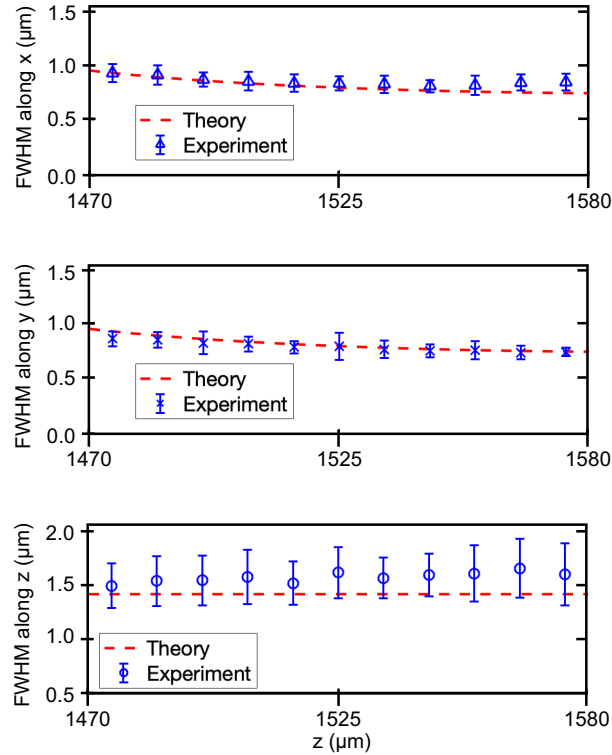 FWHM along x (µm)
1.5
1.0
0.5
0.0
Theory
Experiment
1470
1525
1580
FWHM along y (µm)
1.5
1.0
0.5
0.0
Theory
Experiment
1470
1525
1580
FWHM along z (µm)
2.0
1.5
1.0
0.5
Theory
Experiment
1470
1525
1580
z (µm)